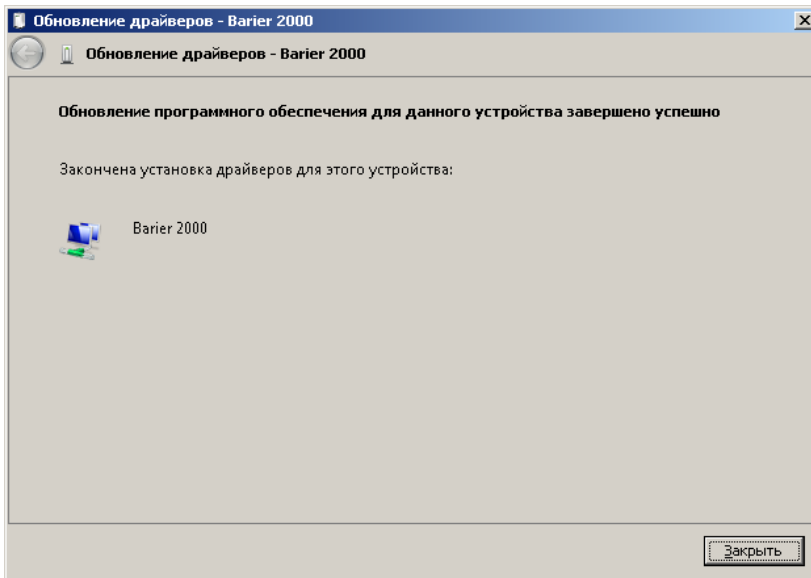 Обновление драйверов - Barier 2000
Обновление драйверов - Barier 2000
Обновление программного обеспечения для данного устройства завершено успешно
Закончена установка драйверов для этого устройства:
Barier 2000
Закрыть